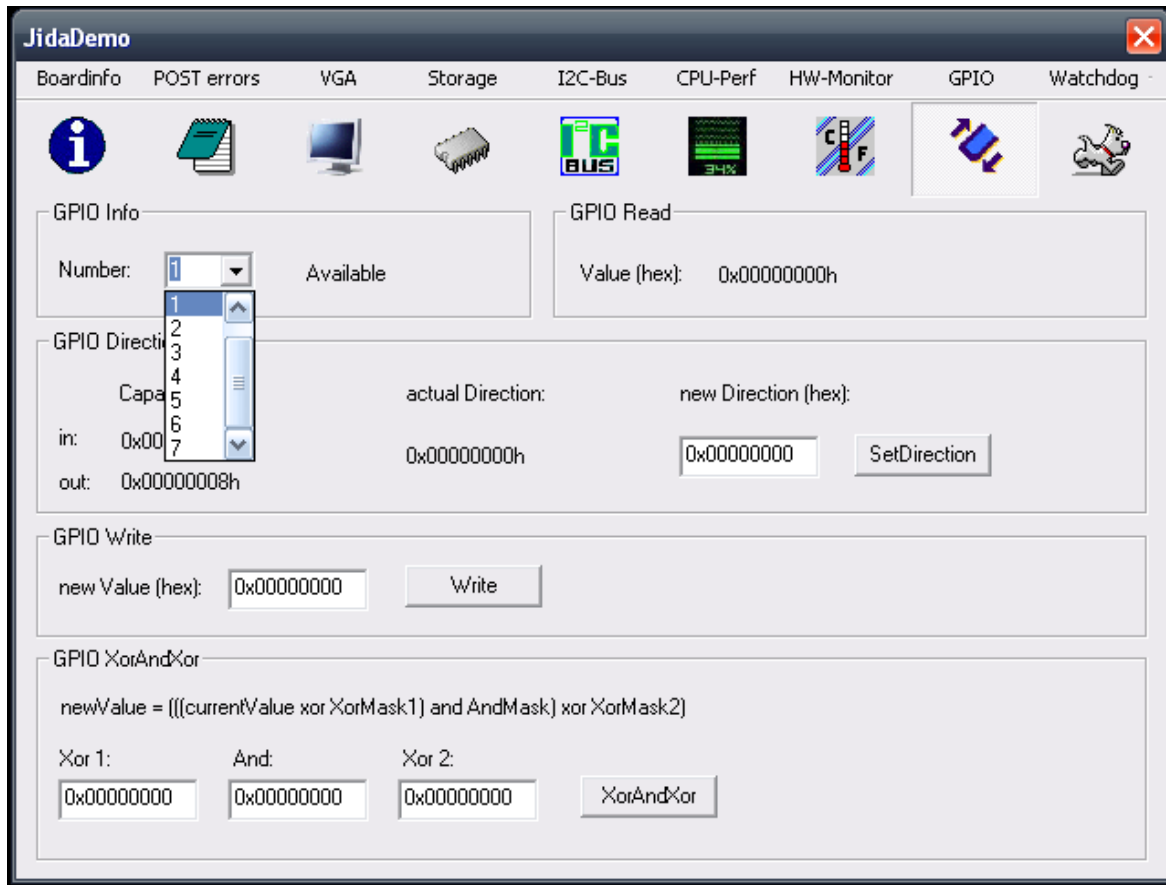 JidaDemo
Boardinfo POST errors VGA Storage I2C-Bus CPU-Perf HW-Monitor GPIO Watchdog
I²C
BUS
34%
C
F
GPIO Info
Number: 1 Available
1
2
3
4
5
6
7
GPIO Read
Value (hex): 0x00000000h
GPIO
actual Direction: new Direction (hex):
in: 0x00000000h 0x00000000 SetDirection
out: 0x00000008h
GPIO Write
new Value (hex): 0x00000000 Write
GPIO XorAndXor
newValue = (((currentValue xor XorMask1) and AndMask) xor XorMask2)
Xor 1: And: Xor 2:
0x00000000 0x00000000 0x00000000 XorAndXor